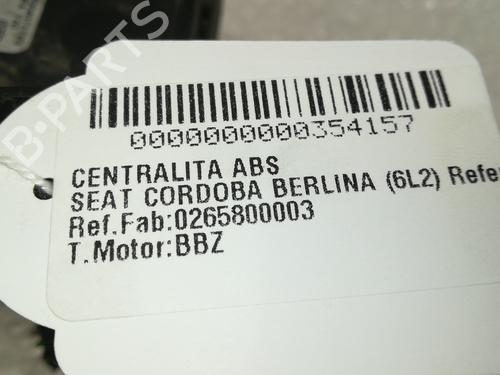 B-PARTS
0000000000354157
CENTRALITA ABS
SEAT CORDOBA BERLINA (6L2) Refe
Ref.Fab:0265800003
T.Motor:BBZ